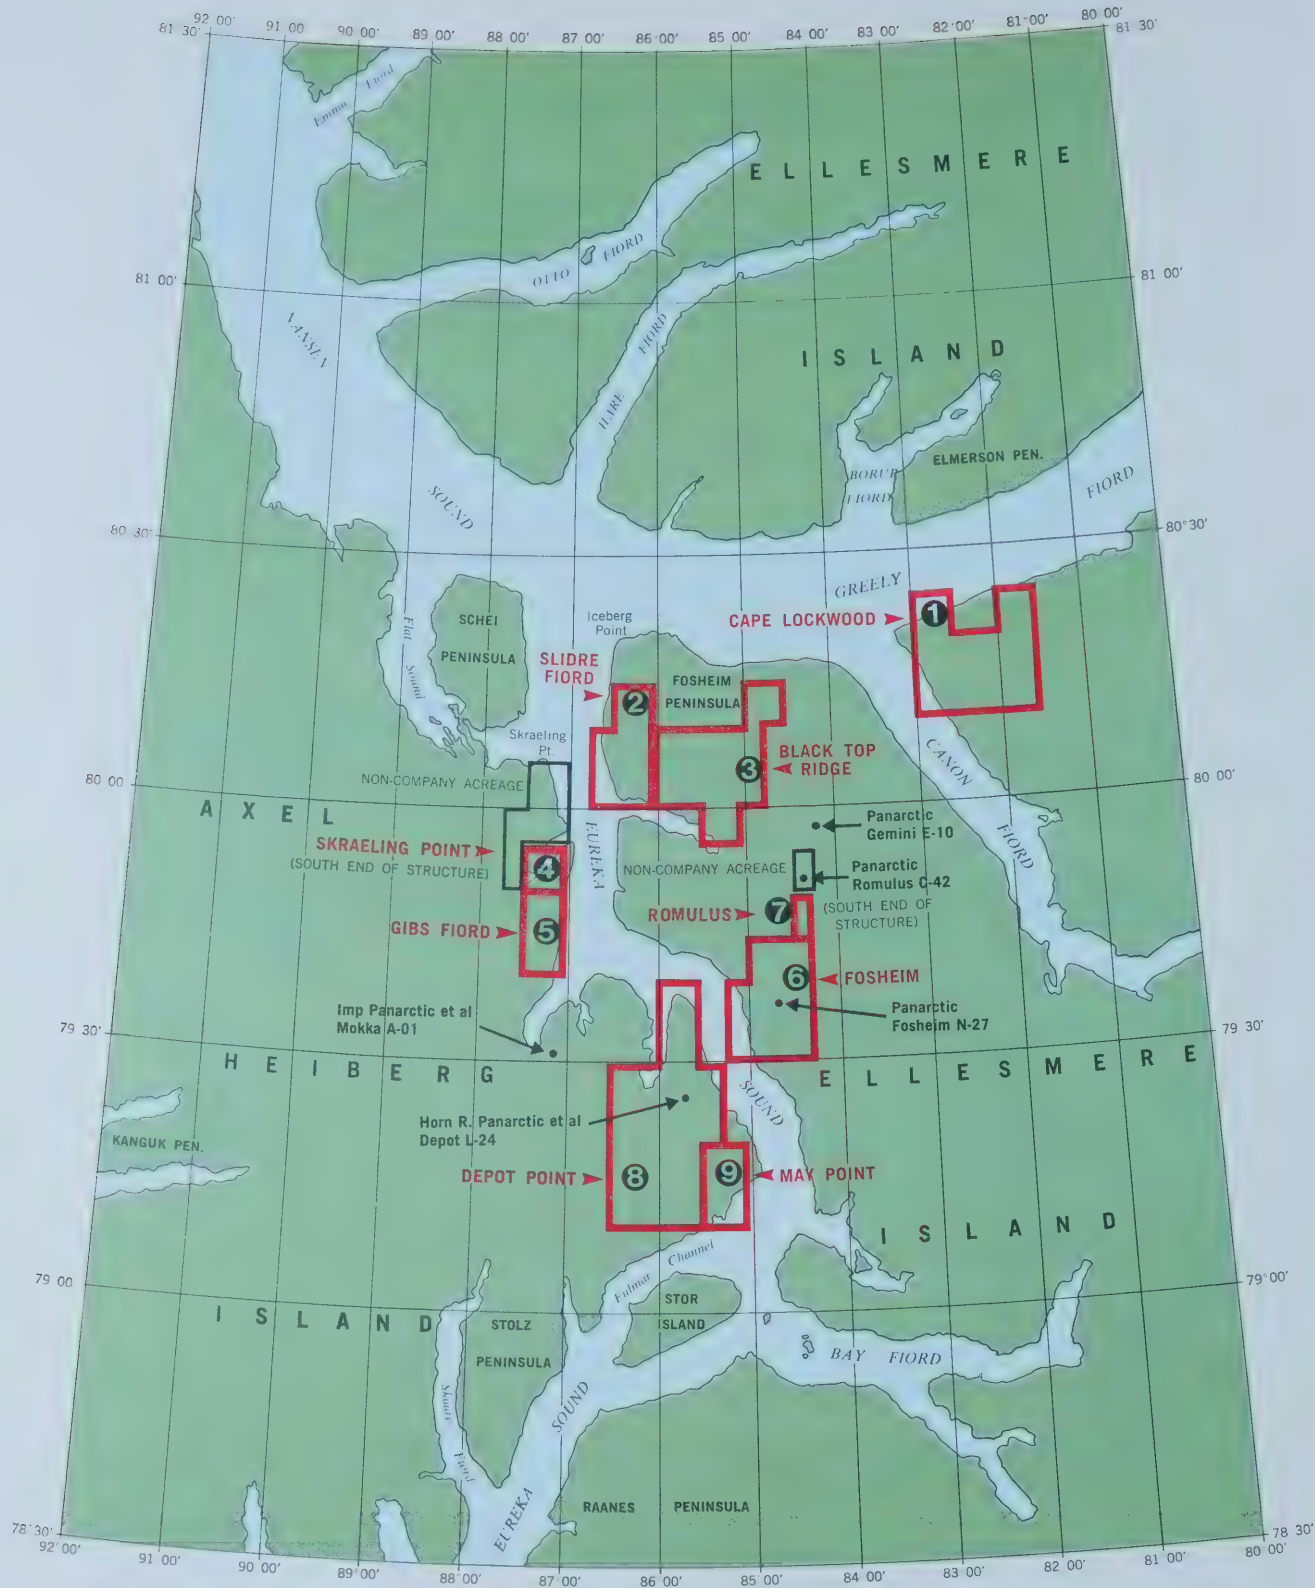 92 00'
91 00
90 00'
89 00'
88 00'
87 00'
86 °00'
85 00'
84 00'
83 00'
82 °00'
81°00'
80 00'
81 30'
81 30'
Emma Fiord
ELLESMERE
OTTO FIORD
81 00'
81 00'
NANSEN
HARE FIORD
ISLAND
ELMERSON PEN.
BORUP
FIORD
FIORD
SOUND
80 30'
80°30'
GREELY
CAPE LOCKWOOD
1
Iceberg
Point
SCHEI
PENINSULA
Flat Sound
SLIDRE
FIORD
2
FOSHEIM
PENINSULA
Skraeling
Pt.
BLACK TOP
RIDGE
3
CANON
FIORD
80 00'
80 00'
NON-COMPANY ACREAGE
AXEL
Panarctic
Gemini E-10
SKRAELING POINT
(SOUTH END OF STRUCTURE)
4
EUREKA
NON-COMPANY ACREAGE
Panarctic
Romulus C-42
(SOUTH END OF
STRUCTURE)
ROMULUS
7
GIBS FIORD
5
6
FOSHEIM
Panarctic
Fosheim N-27
Imp Panarctic et al
Mokka A-01
79 30'
79 30'
HEIBERG
ELLESMERE
SOUND
Horn R. Panarctic et al
Depot L-24
KANGUK PEN.
DEPOT POINT
8
9
MAY POINT
ISLAND
Fulmar Channel
79 00
79°00'
STOR
ISLAND
ISLAND
STOLZ
PENINSULA
BAY FIORD
Skaare Fiord
SOUND
EUREKA
RAANES PENINSULA
78°30'
78 30'
92°00'
91 00'
90 00'
89°00'
88°00'
87°00'
86°00'
85°00'
84 00'
83 00'
82 00'
81 00'
80 00'